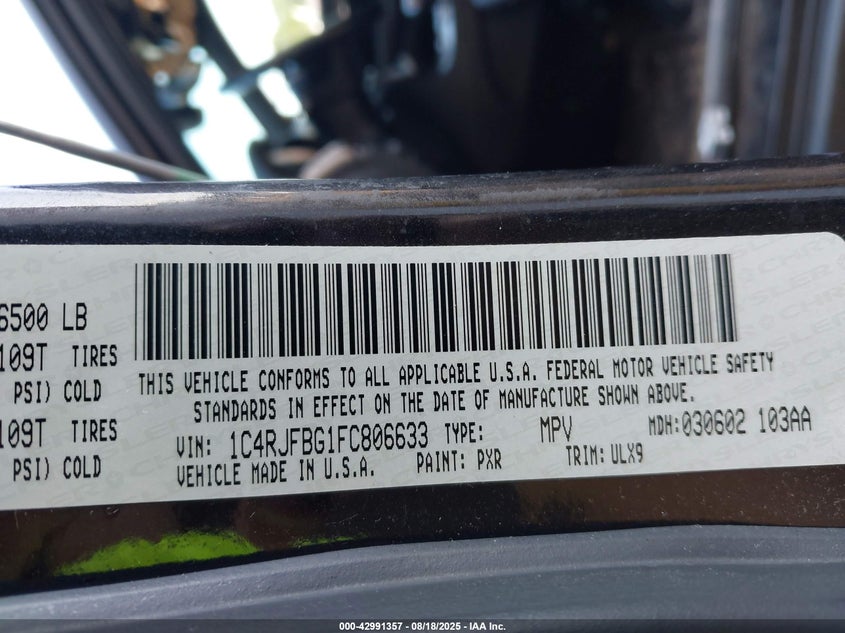 6500 LB
109T TIRES
PSI) COLD
109T
PSI) COLD
THIS VEHICLE CONFORMS TO ALL APPLICABLE U.S.A. FEDERAL MOTOR VEHICLE SAFETY
STANDARDS IN EFFECT ON THE DATE OF MANUFACTURE SHOWN ABOVE.
VIN: 1C4RJFBG1FC806633 TYPE: MPV MDH:030602 103AA
VEHICLE MADE IN U.S.A. PAINT: PXR TRIM:ULX9
000-42991357 - 08/18/2025 - IAA Inc.